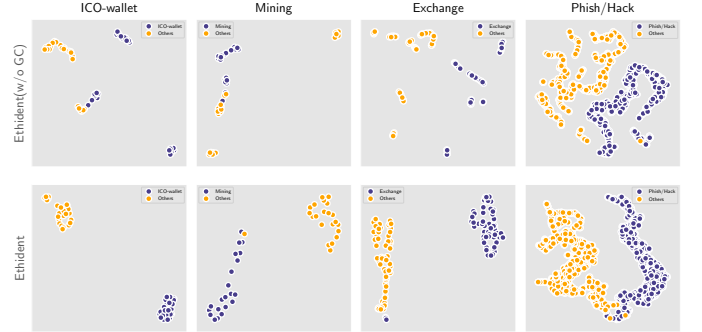 ICO-wallet Mining Exchange Phish/Hack
Ethident(w/o GC)
ICO-wallet
Others
Mining
Others
Exchange
Others
Phish/Hack
Others
Ethident
ICO-wallet
Others
Mining
Others
Exchange
Others
Phish/Hack
Others